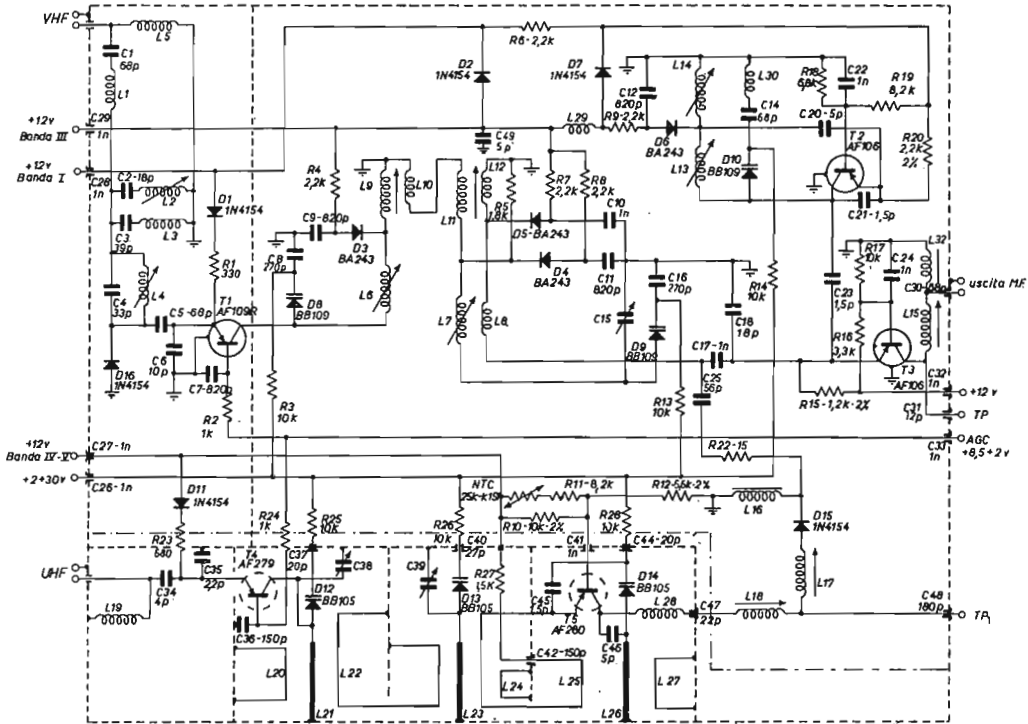 VHF
L5
C1
68p
L1
R6-2,2k
D2
1N4154
D7
1N4154
C12
820p
L14
L30
C14
68p
R18
6,8k
C22
1n
R19
8,2k
+12v
Banda III
C29
1n
C49
5p
L29
R9-2,2k
D6
BA243
C20-5p
T2
AF106
R20
2,2k
2%
+12v
Banda I
C28
1n
C2-18p
L2
D1
1N4154
R4
2,2k
L9
L10
L12
R5
1,8k
R7
2,2k
R8
2,2k
C10
1n
L13
D10
BB109
C21-1,5p
C3
39p
L3
C9-820p
D3
BA243
L11
D5-BA243
C4
33p
L4
R1
330
C8
270p
L6
D4
BA243
C11
820p
C16
270p
R14
10k
C23
1,5p
R17
10k
C24
1n
L32
C30-68p
uscita M.F.
C5-68p
T1
AF109R
D8
BB109
L7
L8
C15
D9
BB109
C18
18p
R16
3,3k
L15
C6
10p
D16
1N4154
C7-820p
C17-1n
T3
AF106
R2
1k
R3
10k
C25
56p
R13
10k
R15-1,2k-2%
C32
1n
+12v
C31
12p
TP
C33
1n
AGC
+8,5+2v
+12v
Banda IV-V
C27-1n
+2+30v
C26-1n
R22-15
D11
1N4154
NTC
R11-8,2k
R12-5,6k-2%
L16
D15
1N4154
R23
680
R24
1k
R25
10K
R26
10k
C40
27p
R10-10k-2%
R28
10k
C41
1n
C44-20p
UHF
C35
2,2p
T4
AF279
C37
20p
C38
C39
R27
1,5K
L17
C34
4p
D12
BB105
D13
BB105
C45
1,5p
D14
BB105
L19
C36-150p
T5
AF280
L28
C47
22p
L18
C48
180p
TP1
L20
L22
C42-150p
C46
5p
L24
L25
L27
L21
L23
L26